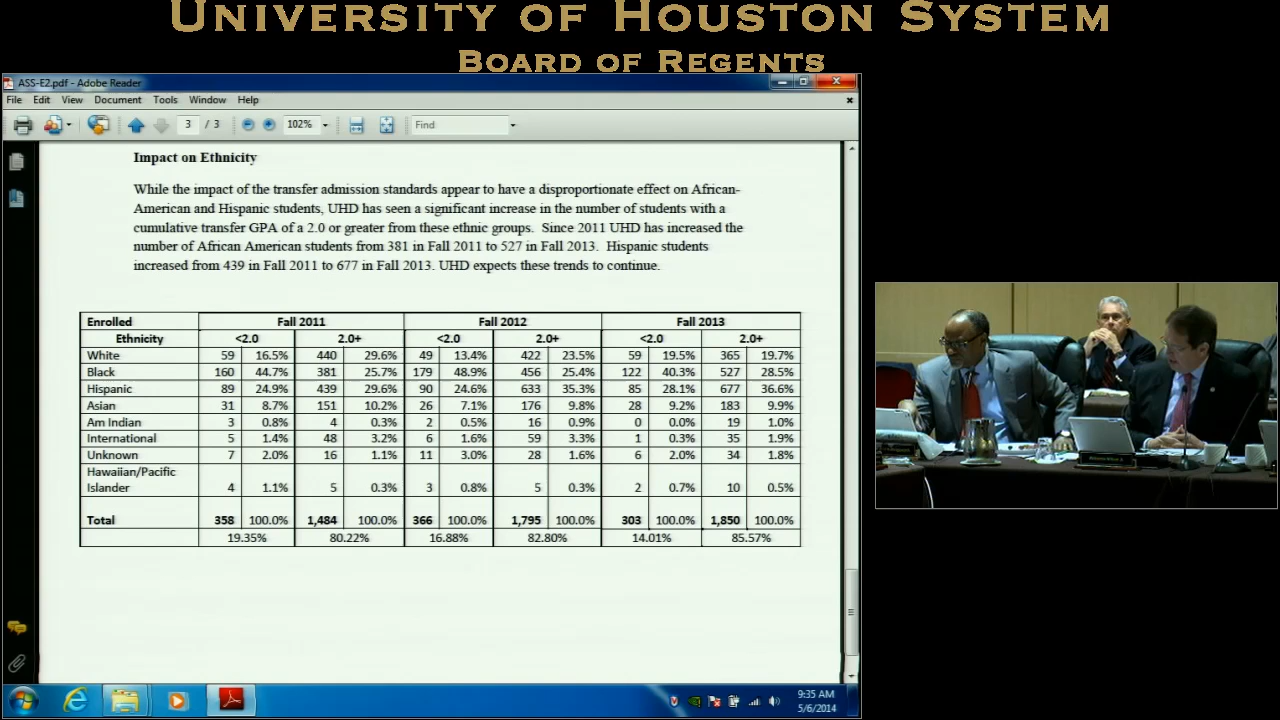 UNIVERSITY OF HOUSTON SYSTEM
BOARD OF REGENTS
ASS-E2.pdf - Adobe Reader
File Edit View Document Tools Window Help
3 / 3 102% Find
Impact on Ethnicity
While the impact of the transfer admission standards appear to have a disproportionate effect on African-
American and Hispanic students, UHD has seen a significant increase in the number of students with a
cumulative transfer GPA of a 2.0 or greater from these ethnic groups. Since 2011 UHD has increased the
number of African American students from 381 in Fall 2011 to 527 in Fall 2013. Hispanic students
increased from 439 in Fall 2011 to 677 in Fall 2013. UHD expects these trends to continue.
Enrolled Fall 2011 Fall 2012 Fall 2013
Ethnicity <2.0 2.0+ <2.0 2.0+ <2.0 2.0+
White 59 16.5% 440 29.6% 49 13.4% 422 23.5% 59 19.5% 365 19.7%
Black 160 44.7% 381 25.7% 179 48.9% 456 25.4% 122 40.3% 527 28.5%
Hispanic 89 24.9% 439 29.6% 90 24.6% 633 35.3% 85 28.1% 677 36.6%
Asian 31 8.7% 151 10.2% 26 7.1% 176 9.8% 28 9.2% 183 9.9%
Am Indian 3 0.8% 4 0.3% 2 0.5% 16 0.9% 0 0.0% 19 1.0%
International 5 1.4% 48 3.2% 6 1.6% 59 3.3% 1 0.3% 35 1.9%
Unknown 7 2.0% 16 1.1% 11 3.0% 28 1.6% 6 2.0% 34 1.8%
Hawaiian/Pacific
Islander 4 1.1% 5 0.3% 3 0.8% 5 0.3% 2 0.7% 10 0.5%
Total 358 100.0% 1,484 100.0% 366 100.0% 1,795 100.0% 303 100.0% 1,850 100.0%
19.35% 80.22% 16.88% 82.80% 14.01% 85.57%
9:35 AM
5/6/2014